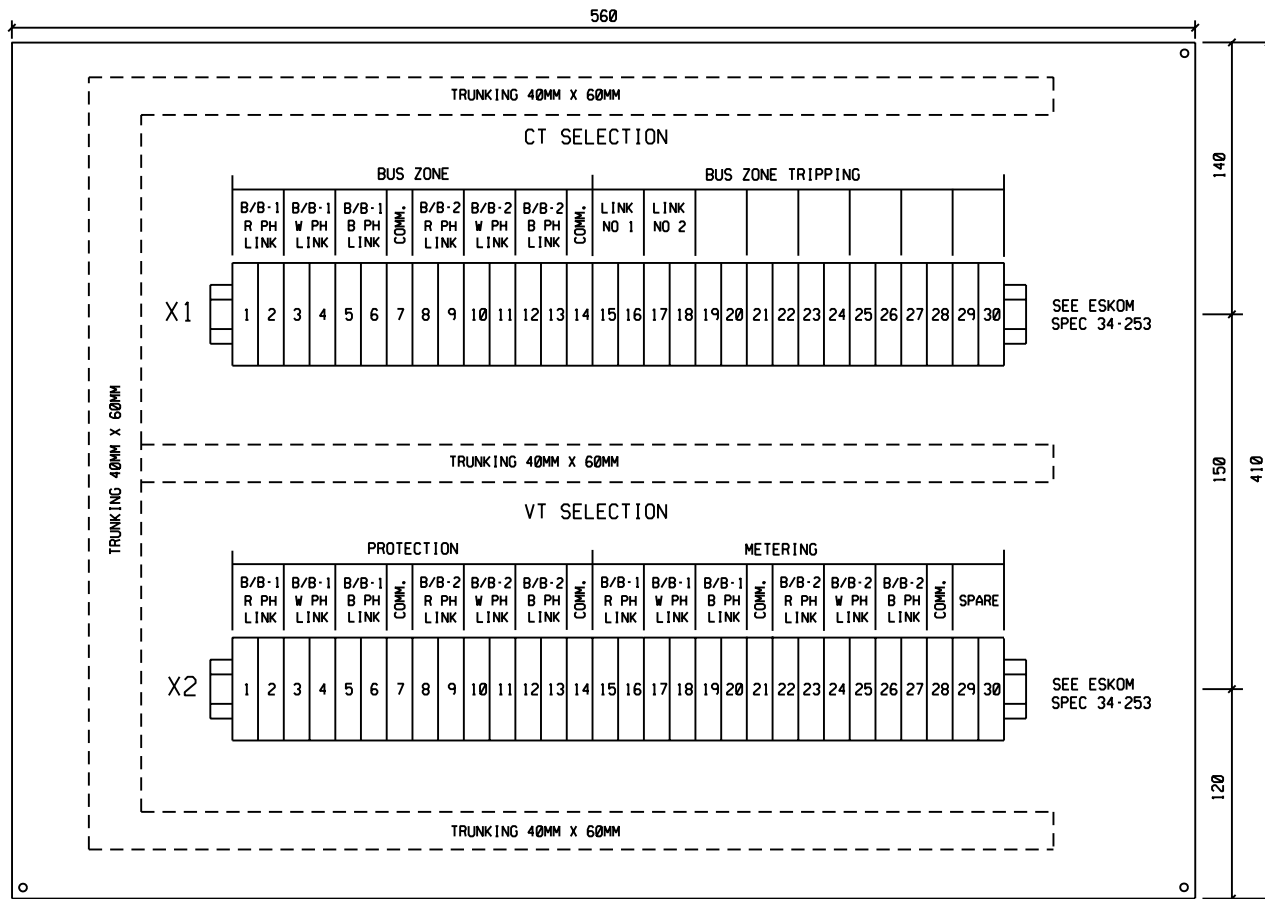 560
TRUNKING 40MM X 60MM
CT SELECTION
BUS ZONE
BUS ZONE TRIPPING
B/B-1 R PH LINK
B/B-1 W PH LINK
B/B-1 B PH LINK
COMM.
B/B-2 R PH LINK
B/B-2 W PH LINK
B/B-2 B PH LINK
COMM.
LINK NO 1
LINK NO 2
140
X1
1 2 3 4 5 6 7 8 9 10 11 12 13 14 15 16 17 18 19 20 21 22 23 24 25 26 27 28 29 30
SEE ESKOM
SPEC 34-253
TRUNKING 40MM X 60MM
TRUNKING 40MM X 60MM
150
410
VT SELECTION
PROTECTION
METERING
B/B-1 R PH LINK
B/B-1 W PH LINK
B/B-1 B PH LINK
COMM.
B/B-2 R PH LINK
B/B-2 W PH LINK
B/B-2 B PH LINK
COMM.
B/B-1 R PH LINK
B/B-1 W PH LINK
B/B-1 B PH LINK
COMM.
B/B-2 R PH LINK
B/B-2 W PH LINK
B/B-2 B PH LINK
COMM.
SPARE
X2
1 2 3 4 5 6 7 8 9 10 11 12 13 14 15 16 17 18 19 20 21 22 23 24 25 26 27 28 29 30
SEE ESKOM
SPEC 34-253
120
TRUNKING 40MM X 60MM